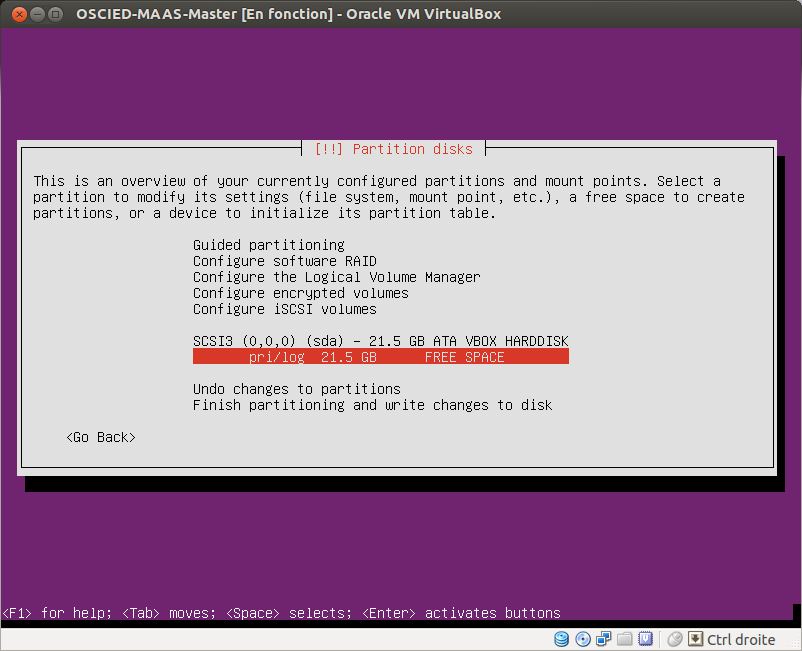 OSCIED-MAAS-Master [En fonction] - Oracle VM VirtualBox
[!!] Partition disks
This is an overview of your currently configured partitions and mount points. Select a
partition to modify its settings (file system, mount point, etc.), a free space to create
partitions, or a device to initialize its partition table.
Guided partitioning
Configure software RAID
Configure the Logical Volume Manager
Configure encrypted volumes
Configure iSCSI volumes
SCSI3 (0,0,0) (sda) - 21.5 GB ATA VBOX HARDDISK
pri/log 21.5 GB FREE SPACE
Undo changes to partitions
Finish partitioning and write changes to disk
<Go Back>
<F1> for help; <Tab> moves; <Space> selects; <Enter> activates buttons
Ctrl droite